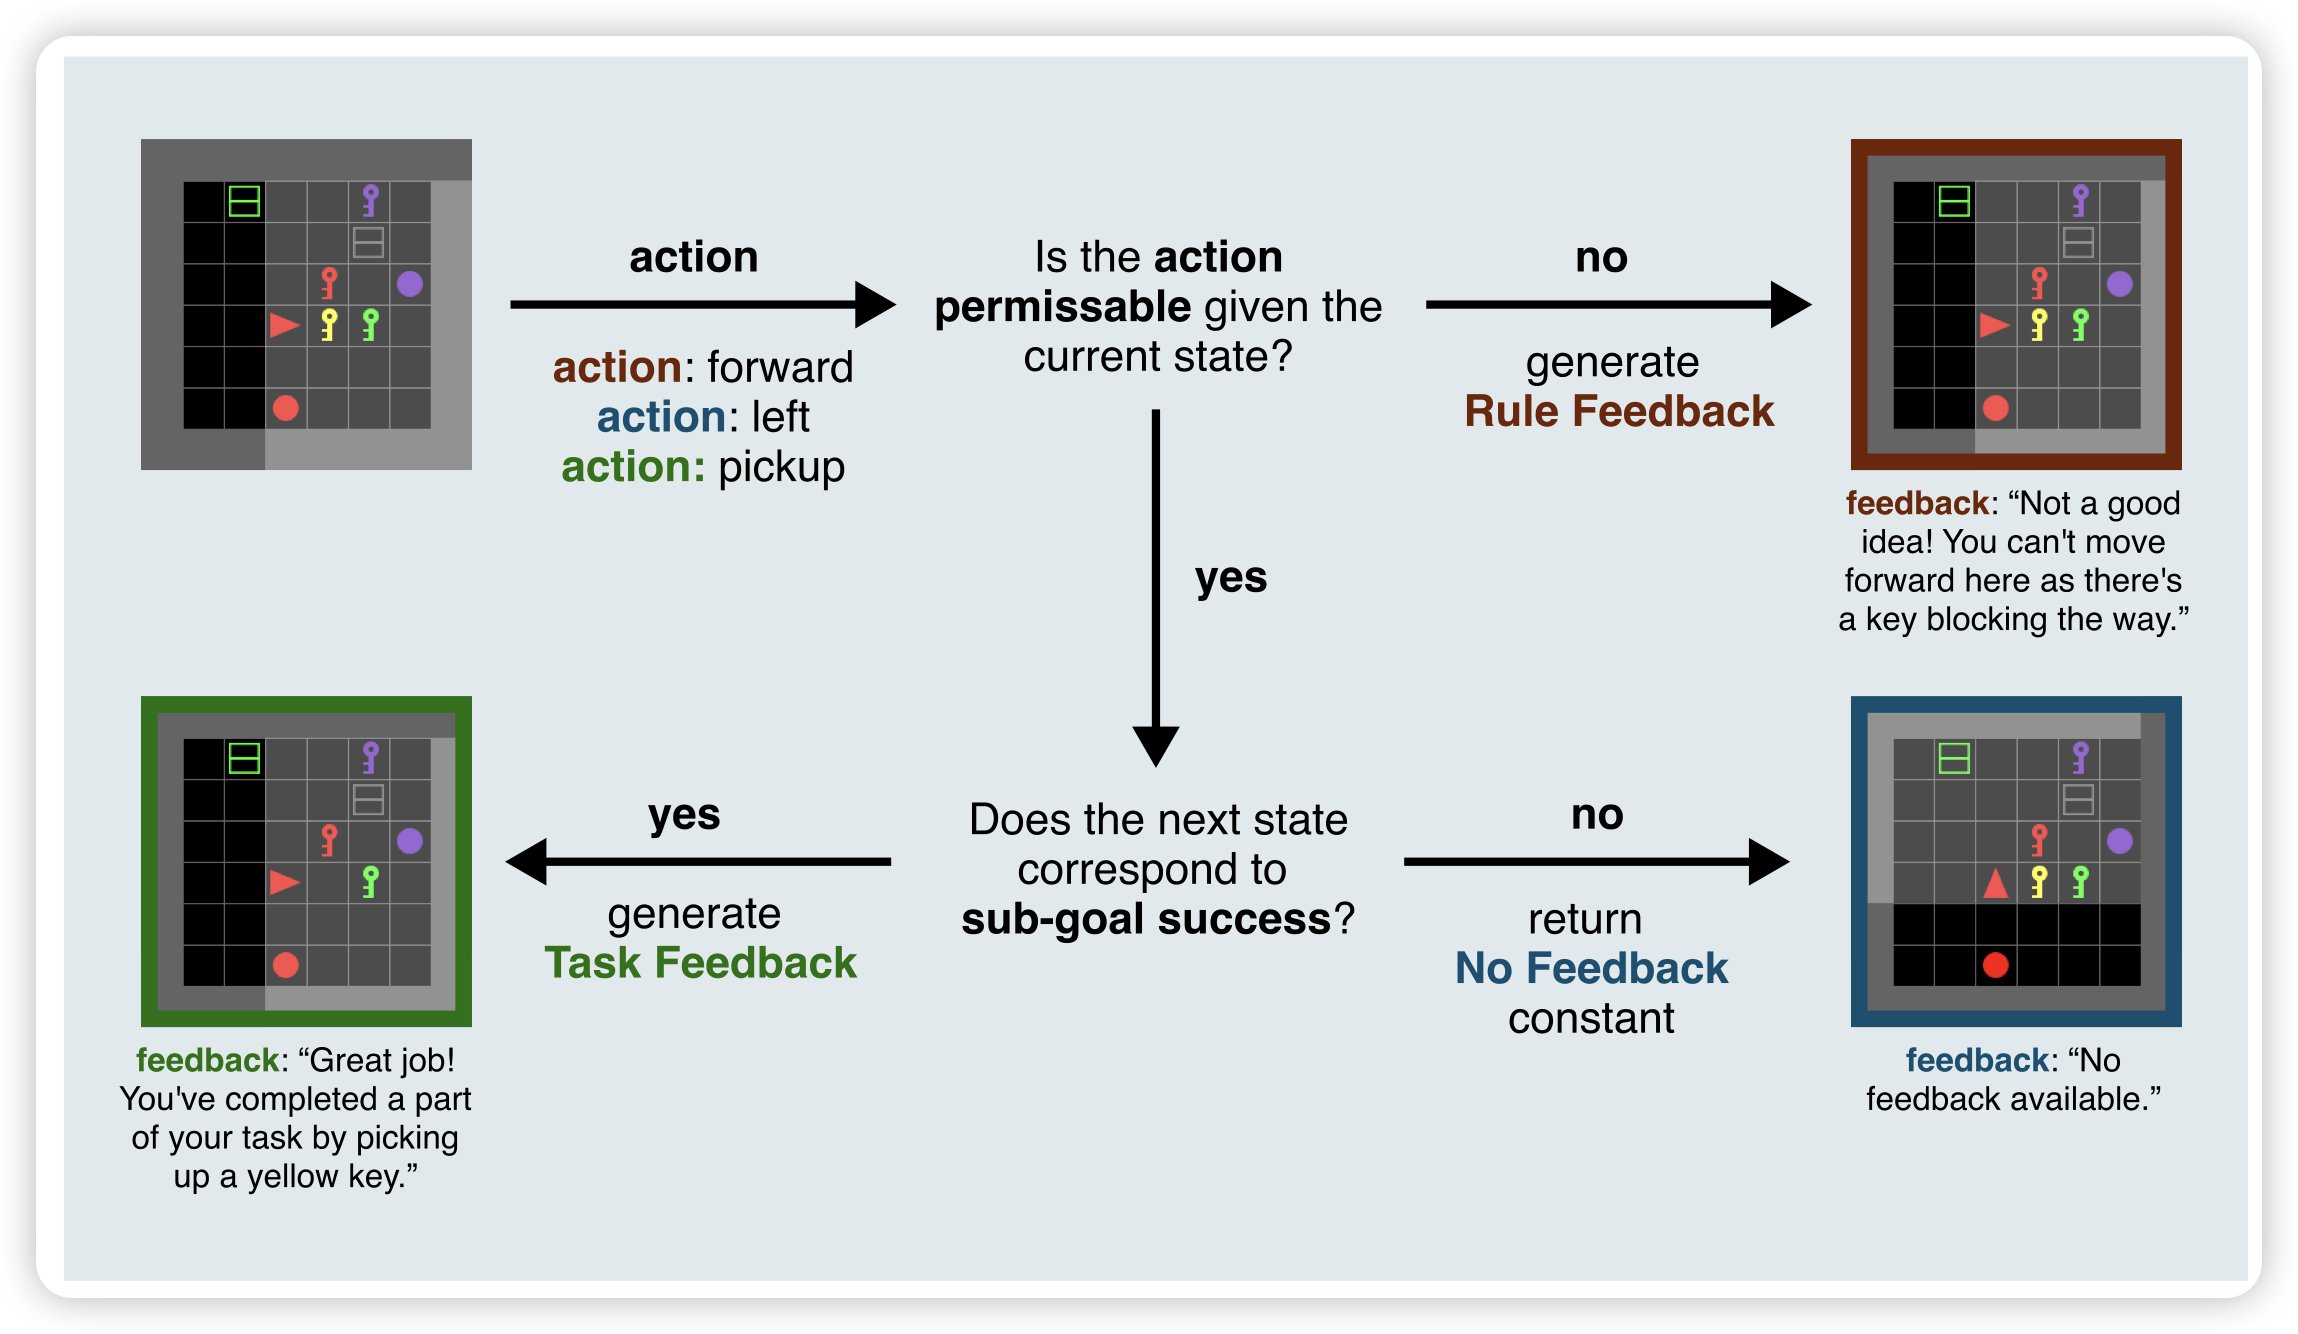 action
action: forward
action: left
action: pickup
Is the action
permissable given the
current state?
no
generate
Rule Feedback
feedback: “Not a good
idea! You can't move
forward here as there's
a key blocking the way.”
yes
Does the next state
correspond to
sub-goal success?
yes
generate
Task Feedback
feedback: “Great job!
You've completed a part
of your task by picking
up a yellow key.”
no
return
No Feedback
constant
feedback: “No
feedback available.”